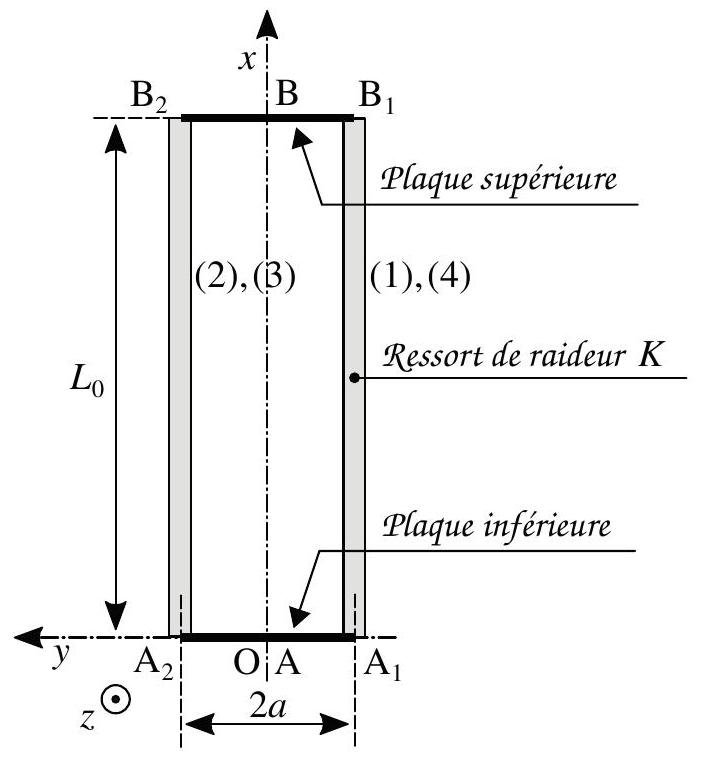 x
B₂ B B₁
Plaque supérieure
(2),(3) (1),(4)
Ressort de raideur K
L₀
Plaque inférieure
y A₂ O A A₁
z 2a